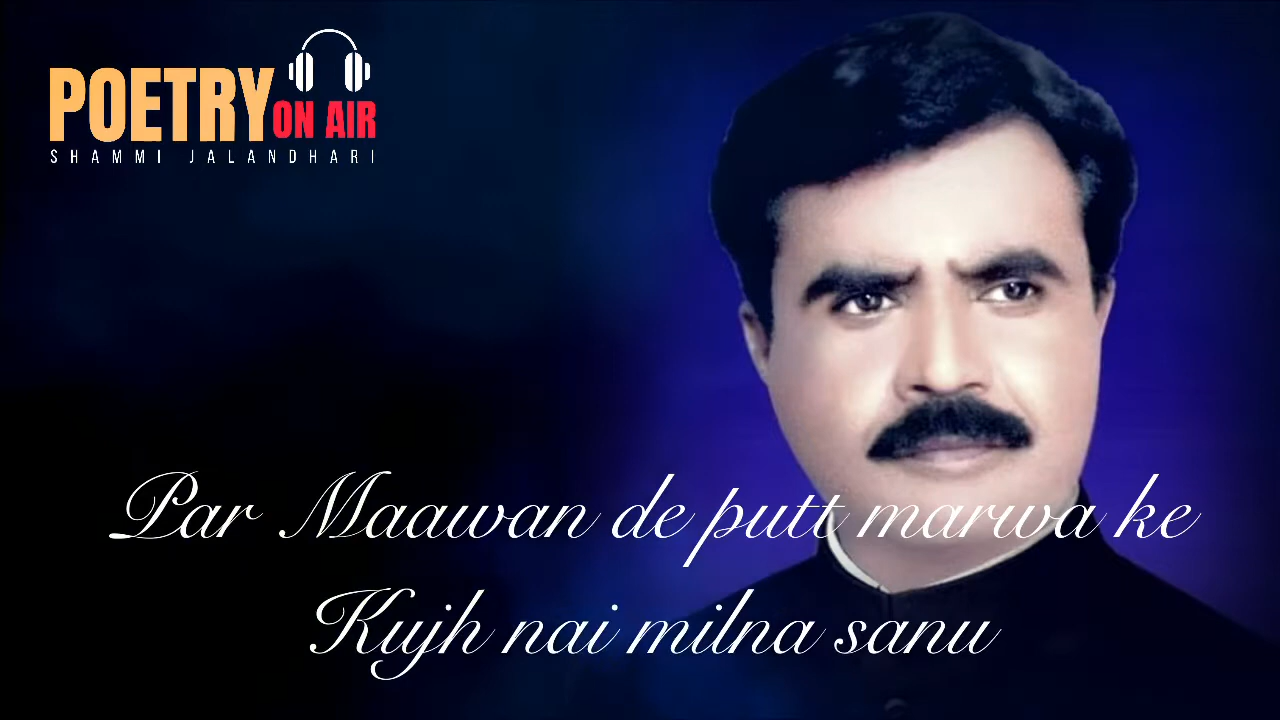 POETRY ON AIR
SHAMMI JALANDHARI
Par Maawan de putt marwa ke
Kujh nai milna sanu